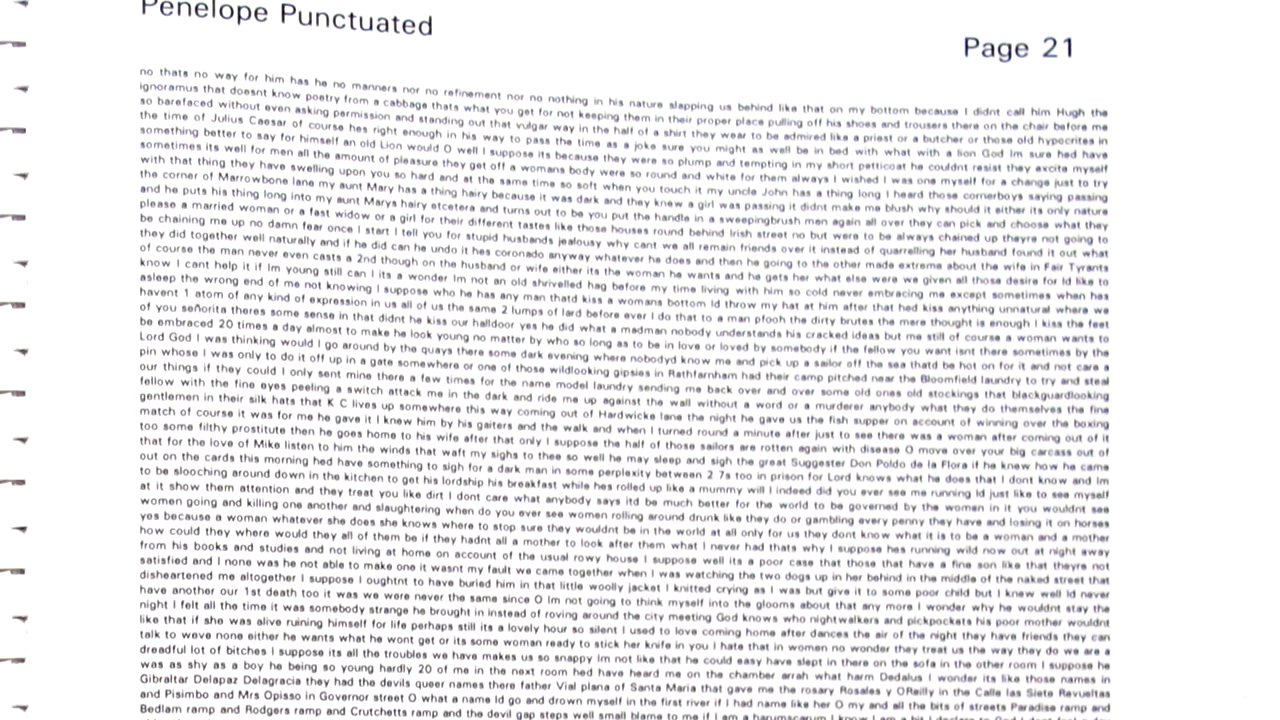 Penelope Punctuated
Page 21
no thats no way for him has he no manners nor no refinement nor no nothing in his nature slapping us behind like that on my bottom because I didnt call him Hugh the
ignoramus that doesnt know poetry from a cabbage thats what you get for not keeping them in their proper place pulling off his shoes and trousers there on the chair before me
so barefaced without even asking permission and standing out that vulgar way in the half of a shirt they wear to be admired like a priest or a butcher or those old hypocrites in
the time of Julius Caesar of course hes right enough in his way to pass the time as a joke sure you might as well be in bed with what with a lion God Im sure hed have
something better to say for himself an old Lion would O well I suppose its because they were so plump and tempting in my short petticoat he couldnt resist they excite myself
sometimes its well for men all the amount of pleasure they get off a womans body were so round and white for them always I wished I was one myself for a change just to try
with that thing they have swelling upon you so hard and at the same time so soft when you touch it my uncle John has a thing long I heard those cornerboys saying passing
the corner of Marrowbone lane my aunt Mary has a thing hairy because it was dark and they knew a girl was passing it didnt make me blush why should it either its only nature
and he puts his thing long into my aunt Marys hairy etcetera and turns out to be you put the handle in a sweepingbrush men again all over they can pick and choose what they
please a married woman or a fast widow or a girl for their different tastes like those houses round behind Irish street no but were to be always chained up theyre not going to
be chaining me up no damn fear once I start I tell you for stupid husbands jealousy why cant we all remain friends over it instead of quarrelling her husband found it out what
they did together well naturally and if he did can he undo it hes coronado anyway whatever he does and then he going to the other made extreme about the wife in Fair Tyrants
of course the man never even casts a 2nd though on the husband or wife either its the woman he wants and he gets her what else were we given all those desire for Id like to
know I cant help it if Im young still can I its a wonder Im not an old shrivelled hag before my time living with him so cold never embracing me except sometimes when hes
asleep the wrong end of me not knowing I suppose who he has any man thatd kiss a womans bottom Id throw my hat at him after that hed kiss anything unnatural where we
havent 1 atom of any kind of expression in us all of us the same 2 lumps of lard before ever I do that to a man pfooh the dirty brutes the mere thought is enough I kiss the feet
of you señorita theres some sense in that didnt he kiss our halldoor yes he did what a madman nobody understands his cracked ideas but me still of course a woman wants to
be embraced 20 times a day almost to make he look young no matter by who so long as to be in love or loved by somebody if the fellow you want isnt there sometimes by the
Lord God I was thinking would I go around by the quays there some dark evening where nobodyd know me and pick up a sailor off the sea thatd be hot on for it and not care a
pin whose I was only to do it off up in a gate somewhere or one of those wildlooking gipsies in Rathfarnham had their camp pitched near the Bloomfield laundry to try and steal
our things if they could I only sent mine there a few times for the name model laundry sending me back over and over some old ones old stockings that blackguardlooking
fellow with the fine eyes peeling a switch attack me in the dark and ride me up against the wall without a word or a murderer anybody what they do themselves the fine
gentlemen in their silk hats that K C lives up somewhere this way coming out of Hardwicke lane the night he gave us the fish supper on account of winning over the boxing
match of course it was for me he gave it I knew him by his gaiters and the walk and when I turned round a minute after just to see there was a woman after coming out of it
too some filthy prostitute then he goes home to his wife after that only I suppose the half of those sailors are rotten again with disease O move over your big carcass out of
that for the love of Mike listen to him the winds that waft my sighs to thee so well he may sleep and sigh the great Suggester Don Poldo de la Flora if he knew how he came
out on the cards this morning hed have something to sigh for a dark man in some perplexity between 2 7s too in prison for Lord knows what he does that I dont know and Im
to be slooching around down in the kitchen to get his lordship his breakfast while hes rolled up like a mummy will I indeed did you ever see me running Id just like to see myself
at it show them attention and they treat you like dirt I dont care what anybody says itd be much better for the world to be governed by the women in it you wouldnt see
women going and killing one another and slaughtering when do you ever see women rolling around drunk like they do or gambling every penny they have and losing it on horses
yes because a woman whatever she does she knows where to stop sure they wouldnt be in the world at all only for us they dont know what it is to be a woman and a mother
how could they where would they all of them be if they hadnt all a mother to look after them what I never had thats why I suppose hes running wild now out at night away
from his books and studies and not living at home on account of the usual rowy house I suppose well its a poor case that those that have a fine son like that theyre not
satisfied and I none was he not able to make one it wasnt my fault we came together when I was watching the two dogs up in her behind in the middle of the naked street that
disheartened me altogether I suppose I oughtnt to have buried him in that little woolly jacket I knitted crying as I was but give it to some poor child but I knew well Id never
have another our 1st death too it was we were never the same since O Im not going to think myself into the glooms about that any more I wonder why he wouldnt stay the
night I felt all the time it was somebody strange he brought in instead of roving around the city meeting God knows who nightwalkers and pickpockets his poor mother wouldnt
like that if she was alive ruining himself for life perhaps still its a lovely hour so silent I used to love coming home after dances the air of the night they have friends they can
talk to weve none either he wants what he wont get or its some woman ready to stick her knife in you I hate that in women no wonder they treat us the way they do we are a
dreadful lot of bitches I suppose its all the troubles we have makes us so snappy Im not like that he could easy have slept in there on the sofa in the other room I suppose he
was as shy as a boy he being so young hardly 20 of me in the next room hed have heard me on the chamber arrah what harm Dedalus I wonder its like those names in
Gibraltar Delapaz Delagracia they had the devils queer names there father Vial plana of Santa Maria that gave me the rosary Rosales y OReilly in the Calle las Siete Revueltas
and Pisimbo and Mrs Opisso in Governor street O what a name Id go and drown myself in the first river if I had name like her O my and all the bits of streets Paradise ramp and
Bedlam ramp and Rodgers ramp and Crutchetts ramp and the devil gap steps well small blame to me if I am a harumscarum I know I am a bit I declare to God I dont feel a day